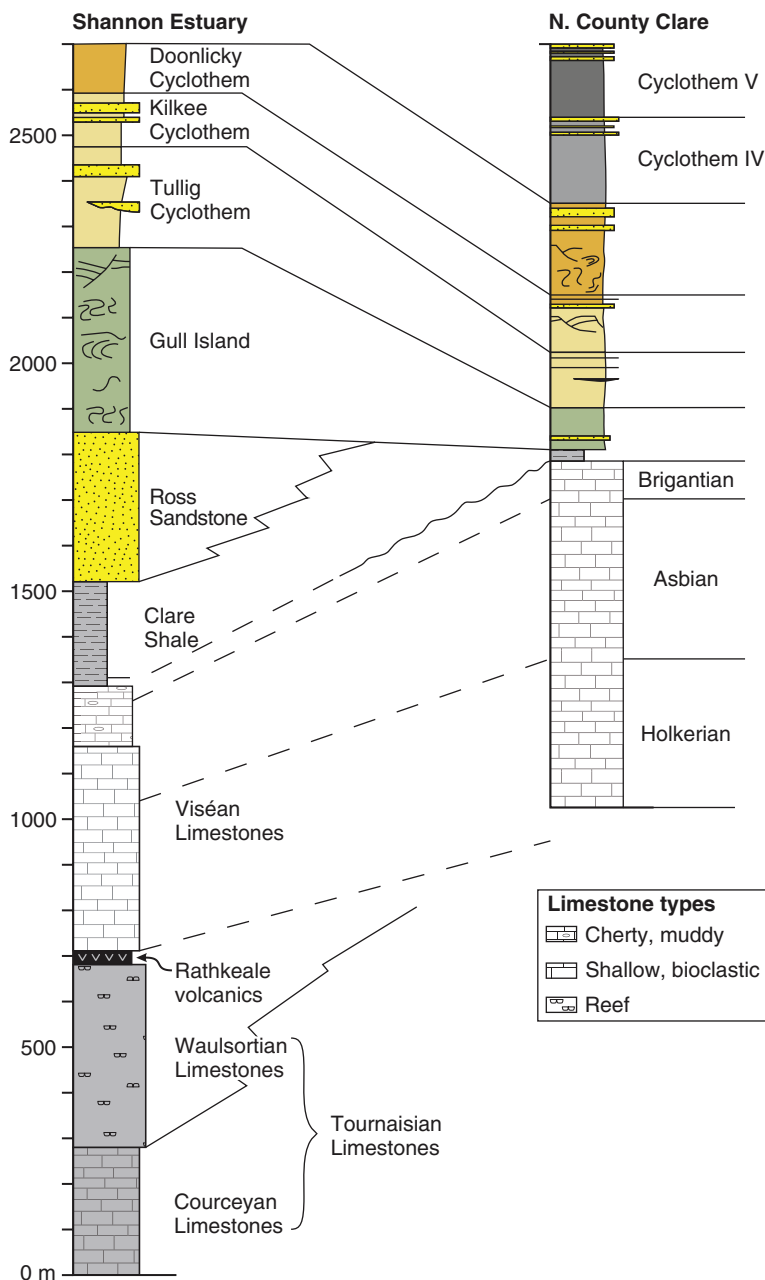 Shannon Estuary
N. County Clare
Doonlicky
Cyclothem
Kilkee
Cyclothem
Tullig
Cyclothem
Gull Island
Ross
Sandstone
Clare
Shale
Viséan
Limestones
Rathkeale
volcanics
Waulsortian
Limestones
Tournaisian
Limestones
Courceyan
Limestones
2500
2000
1500
1000
500
0 m
Cyclothem V
Cyclothem IV
Brigantian
Asbian
Holkerian
Limestone types
Cherty, muddy
Shallow, bioclastic
Reef